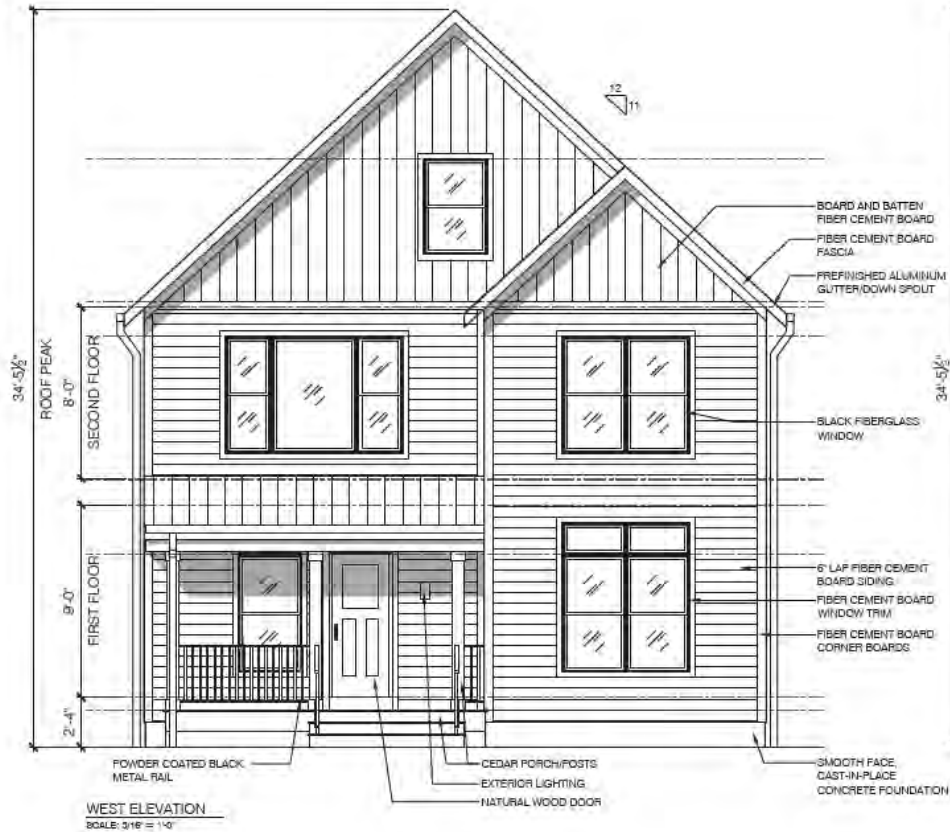 12
11
BOARD AND BATTEN
FIBER CEMENT BOARD
FIBER CEMENT BOARD
FASCIA
PREFINISHED ALUMINUM
GUTTER/DOWN SPOUT
34'-5½"
ROOF PEAK
8'-0"
SECOND FLOOR
34'-5½"
BLACK FIBERGLASS
WINDOW
9'-0"
FIRST FLOOR
6" LAP FIBER CEMENT
BOARD SIDING
FIBER CEMENT BOARD
WINDOW TRIM
FIBER CEMENT BOARD
CORNER BOARDS
2'-4"
POWDER COATED BLACK
METAL RAIL
CEDAR PORCH/POSTS
EXTERIOR LIGHTING
NATURAL WOOD DOOR
SMOOTH FACE,
CAST-IN-PLACE
CONCRETE FOUNDATION
WEST ELEVATION
SCALE: 3/16" = 1'-0"